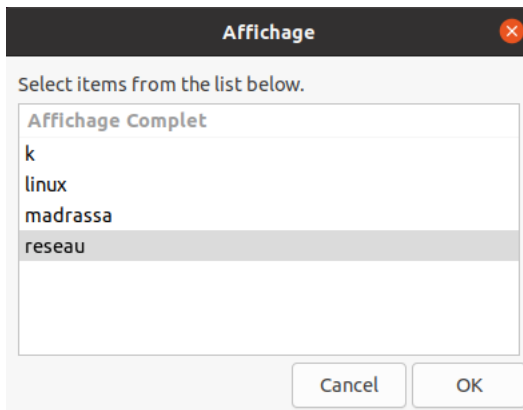 Affichage
Select items from the list below.
Affichage Complet
k
linux
madrassa
reseau
Cancel OK